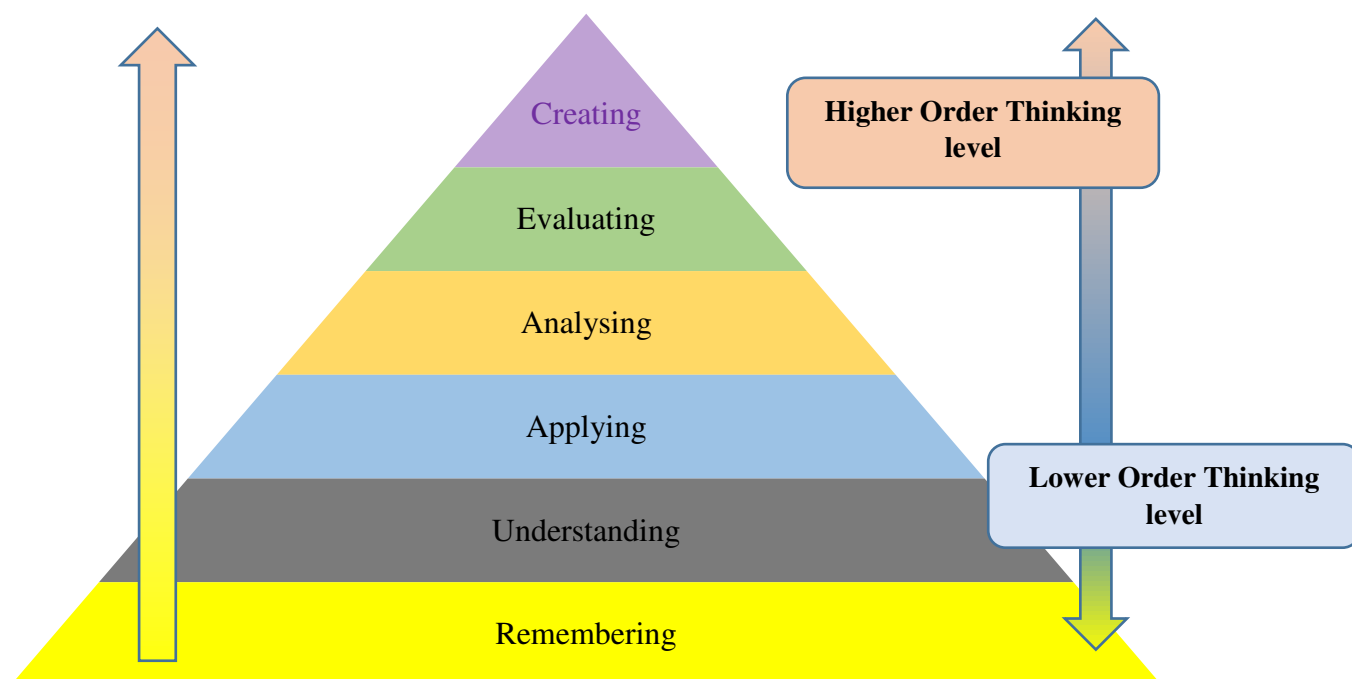 Creating
Higher Order Thinking
level
Evaluating
Analysing
Applying
Lower Order Thinking
level
Understanding
Remembering